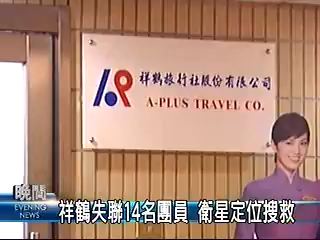 祥鶴旅行社股份有限公司
A-PLUS TRAVEL CO.
晚間
EVENING
NEWS
祥鶴失聯14名團員 衛星定位搜救